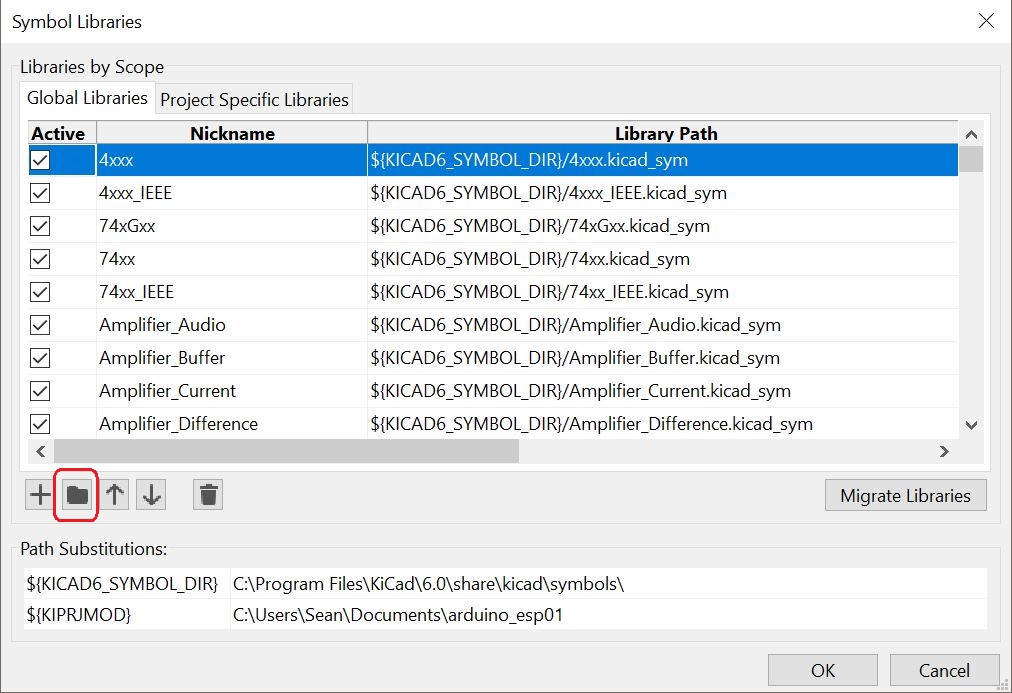 Symbol Libraries
Libraries by Scope
Global Libraries Project Specific Libraries
Active Nickname Library Path
4xxx ${KICAD6_SYMBOL_DIR}/4xxx.kicad_sym
4xxx_IEEE ${KICAD6_SYMBOL_DIR}/4xxx_IEEE.kicad_sym
74xGxx ${KICAD6_SYMBOL_DIR}/74xGxx.kicad_sym
74xx ${KICAD6_SYMBOL_DIR}/74xx.kicad_sym
74xx_IEEE ${KICAD6_SYMBOL_DIR}/74xx_IEEE.kicad_sym
Amplifier_Audio ${KICAD6_SYMBOL_DIR}/Amplifier_Audio.kicad_sym
Amplifier_Buffer ${KICAD6_SYMBOL_DIR}/Amplifier_Buffer.kicad_sym
Amplifier_Current ${KICAD6_SYMBOL_DIR}/Amplifier_Current.kicad_sym
Amplifier_Difference ${KICAD6_SYMBOL_DIR}/Amplifier_Difference.kicad_sym
Migrate Libraries
Path Substitutions:
${KICAD6_SYMBOL_DIR} C:\Program Files\KiCad\6.0\share\kicad\symbols\
${KIPRJMOD} C:\Users\Sean\Documents\arduino_esp01
OK Cancel